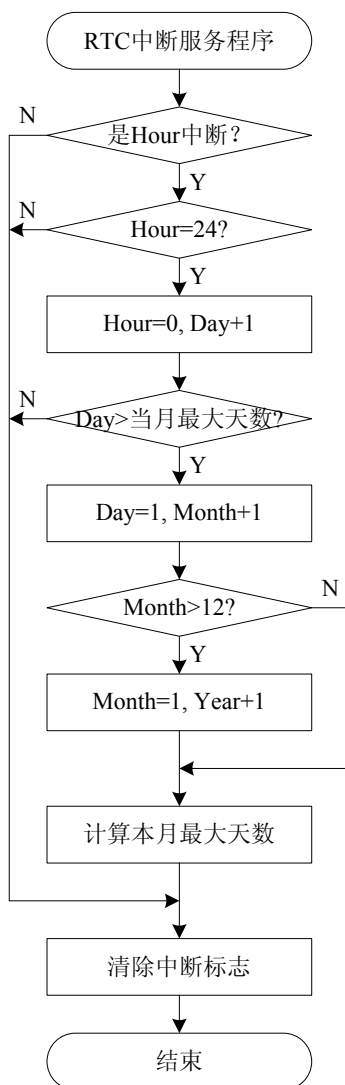 RTC中断服务程序
N
是Hour中断？
Y
N
Hour=24?
Y
Hour=0, Day+1
N
Day>当月最大天数?
Y
Day=1, Month+1
Month>12?
N
Y
Month=1, Year+1
计算本月最大天数
清除中断标志
结束